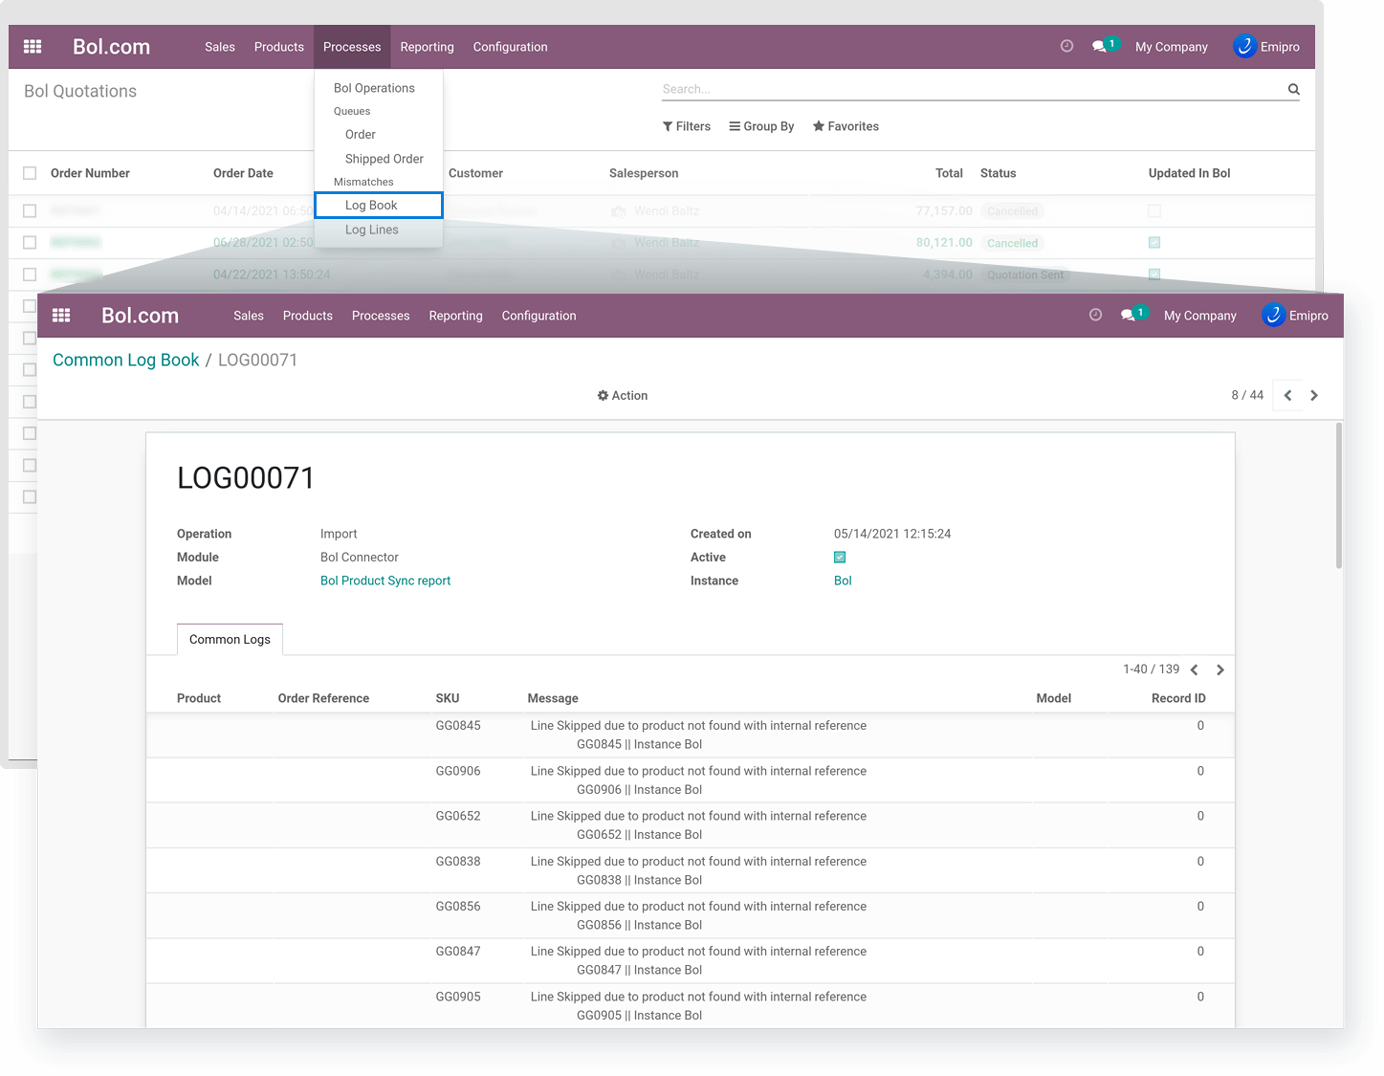 Bol.com Sales Products Processes Reporting Configuration 1 My Company Emipro
Bol Quotations
Search...
Filters Group By Favorites
Bol Operations
Queues
Order
Shipped Order
Mismatches
Log Book
Log Lines
Order Number Order Date Customer Salesperson Total Status Updated In Bol
04/14/2021 06:50 Wendi Baltz 77,157.00 Cancelled
06/28/2021 02:50 Wendi Baltz 80,121.00 Cancelled
04/22/2021 13:50:24 Wendi Baltz 4,394.00 Quotation Sent
Bol.com Sales Products Processes Reporting Configuration 1 My Company Emipro
Common Log Book / LOG00071
Action 8 / 44
LOG00071
Operation Import Created on 05/14/2021 12:15:24
Module Bol Connector Active
Model Bol Product Sync report Instance Bol
Common Logs
1-40 / 139
Product Order Reference SKU Message Model Record ID
GG0845 Line Skipped due to product not found with internal reference 0
GG0845 || Instance Bol
GG0906 Line Skipped due to product not found with internal reference 0
GG0906 || Instance Bol
GG0652 Line Skipped due to product not found with internal reference 0
GG0652 || Instance Bol
GG0838 Line Skipped due to product not found with internal reference 0
GG0838 || Instance Bol
GG0856 Line Skipped due to product not found with internal reference 0
GG0856 || Instance Bol
GG0847 Line Skipped due to product not found with internal reference 0
GG0847 || Instance Bol
GG0905 Line Skipped due to product not found with internal reference 0
GG0905 || Instance Bol